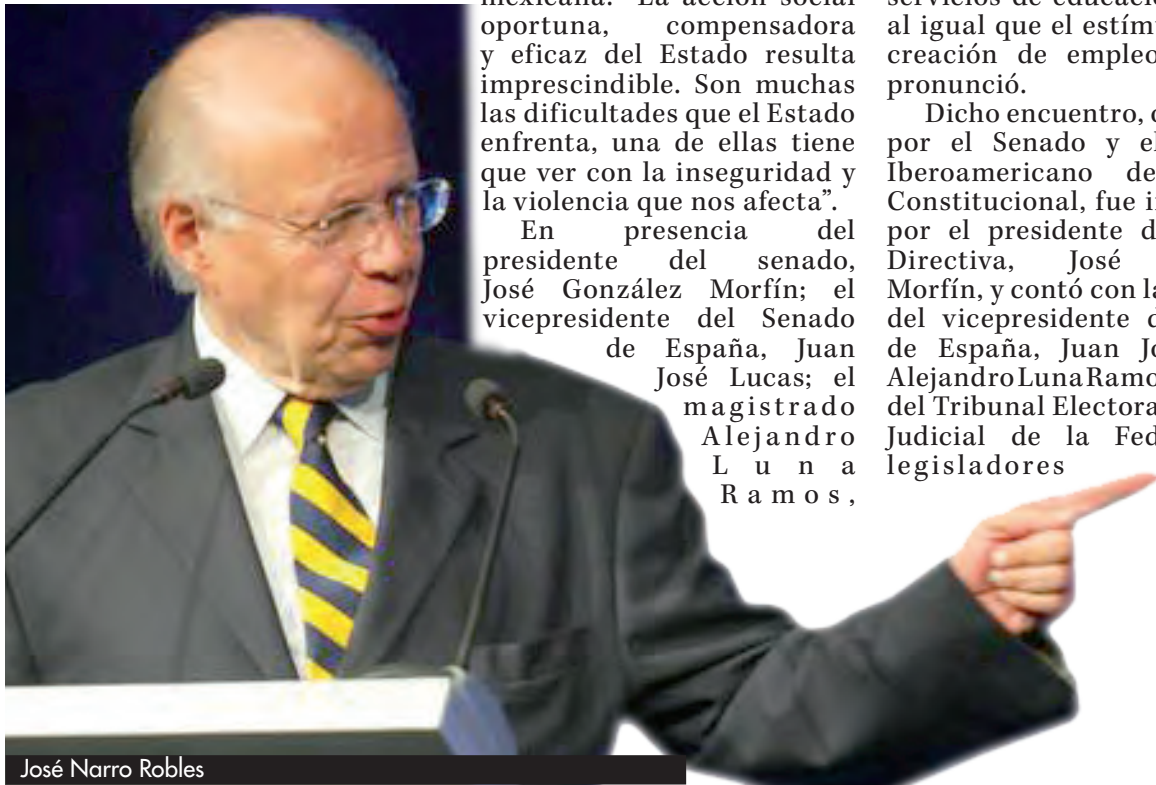 mexicana. “La acción social
oportuna, compensadora
y eficaz del Estado resulta
imprescindible. Son muchas
las dificultades que el Estado
enfrenta, una de ellas tiene
que ver con la inseguridad y
la violencia que nos afecta”.
En presencia del
presidente del senado,
José González Morfín; el
vicepresidente del Senado
de España, Juan
José Lucas; el
magistrado
Alejandro
Luna
Ramos,
servicios de educació
al igual que el estím
creación de empleo
pronunció.
Dicho encuentro,
por el Senado y el
Iberoamericano de
Constitucional, fue i
por el presidente d
Directiva, José
Morfín, y contó con la
del vicepresidente d
de España, Juan Jo
Alejandro Luna Ramo
del Tribunal Electora
Judicial de la Fed
legisladores
José Narro Robles